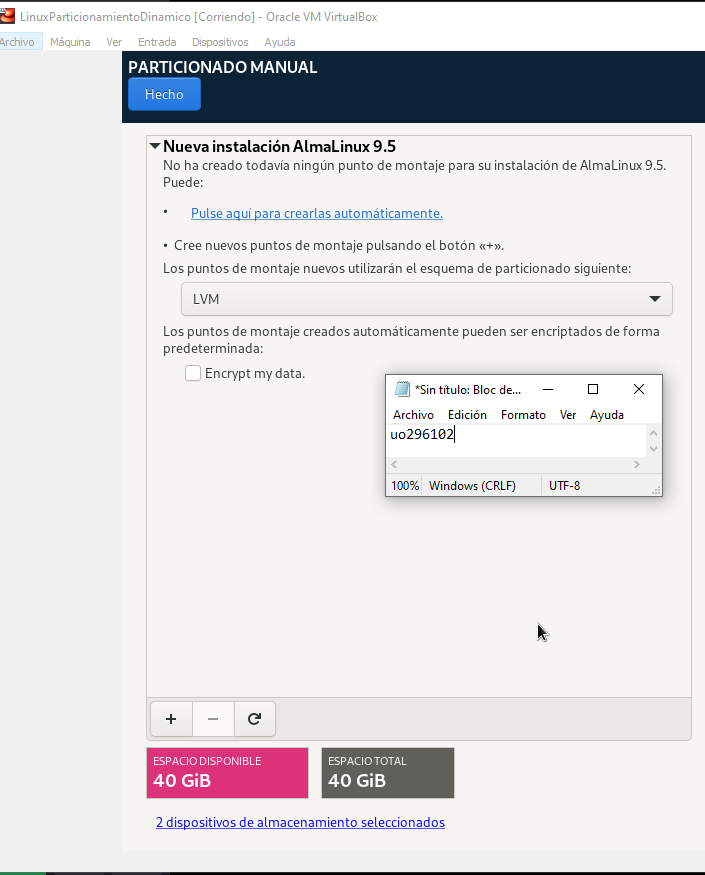 LinuxParticionamientoDinamico [Corriendo] - Oracle VM VirtualBox
Archivo Máquina Ver Entrada Dispositivos Ayuda
PARTICIONADO MANUAL
Hecho
Nueva instalación AlmaLinux 9.5
No ha creado todavía ningún punto de montaje para su instalación de AlmaLinux 9.5.
Puede:
• Pulse aquí para crearlas automáticamente.
• Cree nuevos puntos de montaje pulsando el botón «+».
Los puntos de montaje nuevos utilizarán el esquema de particionado siguiente:
LVM
Los puntos de montaje creados automáticamente pueden ser encriptados de forma
predeterminada:
Encrypt my data.
*Sin título: Bloc de...
Archivo Edición Formato Ver Ayuda
uo296102
100% Windows (CRLF) UTF-8
+ −
ESPACIO DISPONIBLE
40 GiB
ESPACIO TOTAL
40 GiB
2 dispositivos de almacenamiento seleccionados